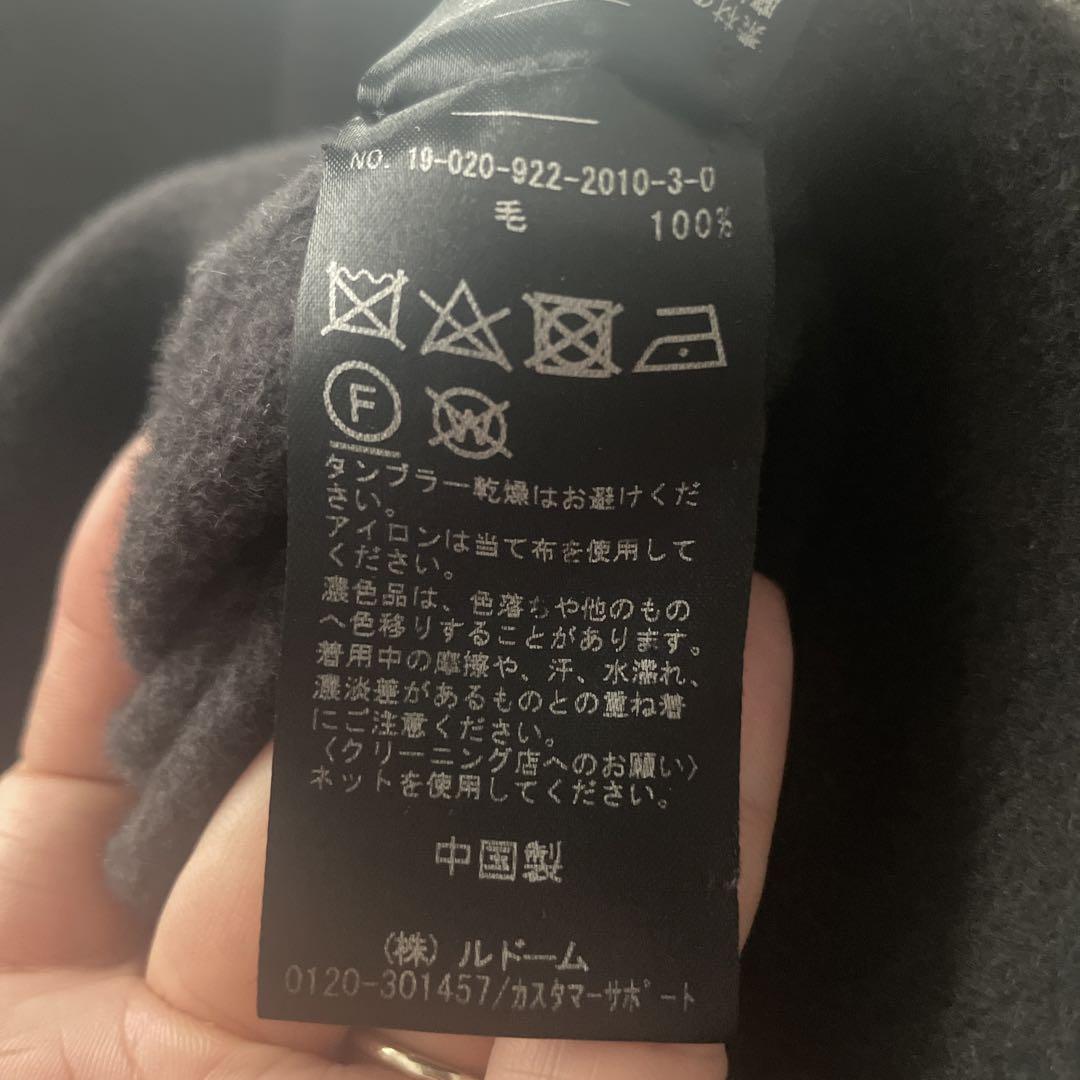 素材の
NO. 19-020-922-2010-3-0
毛 100%
F
W
タンブラー乾燥はお避けくだ
さい。
アイロンは当て布を使用して
ください。
濃色品は、色落ちや他のもの
へ色移りすることがあります。
着用中の摩擦や、汗、水濡れ、
濃淡差があるものとの重ね着
にご注意ください。
〈クリーニング店へのお願い〉
ネットを使用してください。
中国製
(株)ルドーム
0120-301457/カスタマーサポート